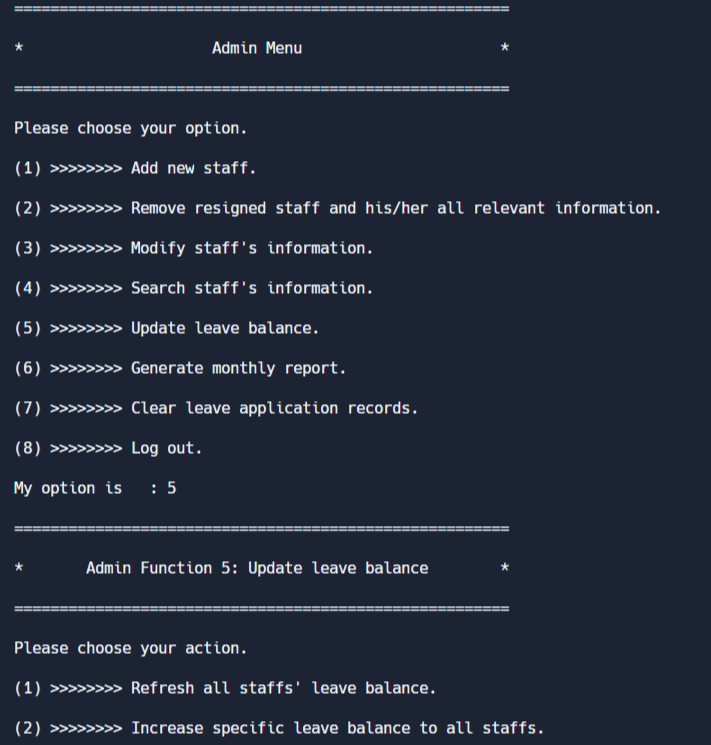 =======================================================
* Admin Menu *
=======================================================
Please choose your option.
(1) >>>>>>>> Add new staff.
(2) >>>>>>>> Remove resigned staff and his/her all relevant information.
(3) >>>>>>>> Modify staff's information.
(4) >>>>>>>> Search staff's information.
(5) >>>>>>>> Update leave balance.
(6) >>>>>>>> Generate monthly report.
(7) >>>>>>>> Clear leave application records.
(8) >>>>>>>> Log out.
My option is   : 5
=======================================================
* Admin Function 5: Update leave balance *
=======================================================
Please choose your action.
(1) >>>>>>>> Refresh all staffs' leave balance.
(2) >>>>>>>> Increase specific leave balance to all staffs.